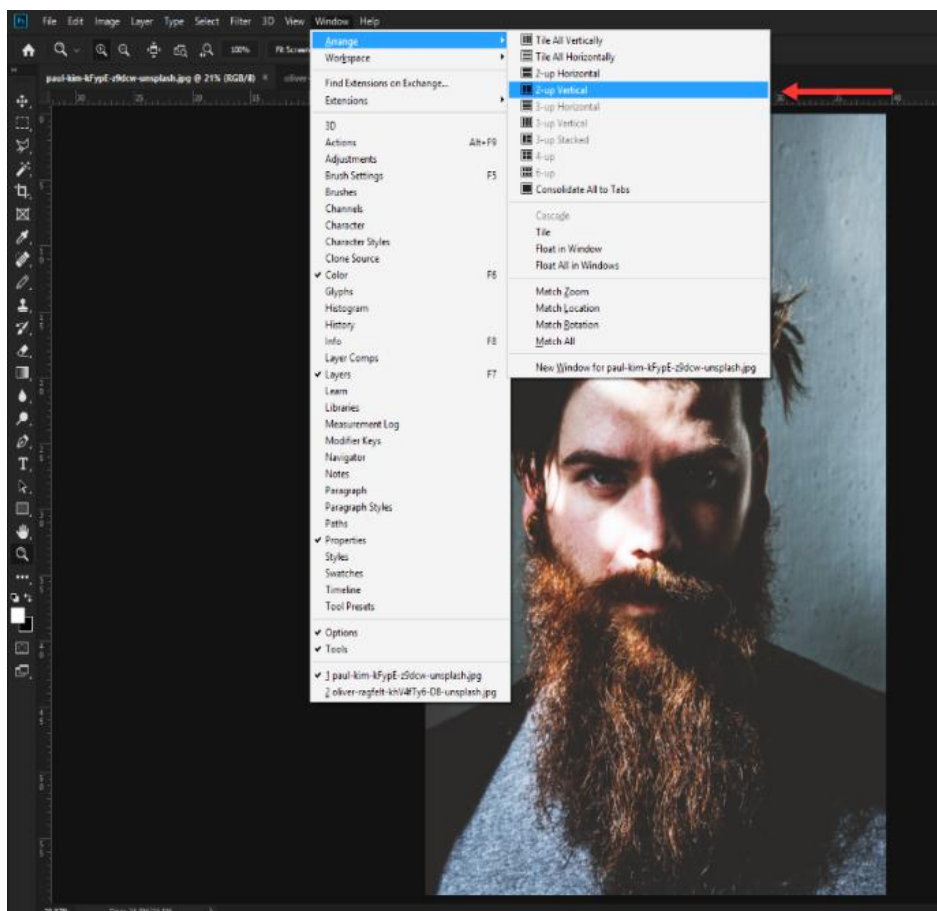 Ps File Edit Image Layer Type Select Filter 3D View Window Help
100% Fit Screen
paul-kim-kFypE-z9dcw-unsplash.jpg @ 21% (RGB/8) × oliver-
Arrange
Workspace
Find Extensions on Exchange...
Extensions
3D
Actions Alt+F9
Adjustments
Brush Settings F5
Brushes
Channels
Character
Character Styles
Clone Source
Color F6
Glyphs
Histogram
History
Info F8
Layer Comps
Layers F7
Learn
Libraries
Measurement Log
Modifier Keys
Navigator
Notes
Paragraph
Paragraph Styles
Paths
Properties
Styles
Swatches
Timeline
Tool Presets
Options
Tools
1 paul-kim-kFypE-z9dcw-unsplash.jpg
2 oliver-ragfelt-khV4fTy6-D8-unsplash.jpg
Tile All Vertically
Tile All Horizontally
2-up Horizontal
2-up Vertical
3-up Horizontal
3-up Vertical
3-up Stacked
4-up
6-up
Consolidate All to Tabs
Cascade
Tile
Float in Window
Float All in Windows
Match Zoom
Match Location
Match Rotation
Match All
New Window for paul-kim-kFypE-z9dcw-unsplash.jpg